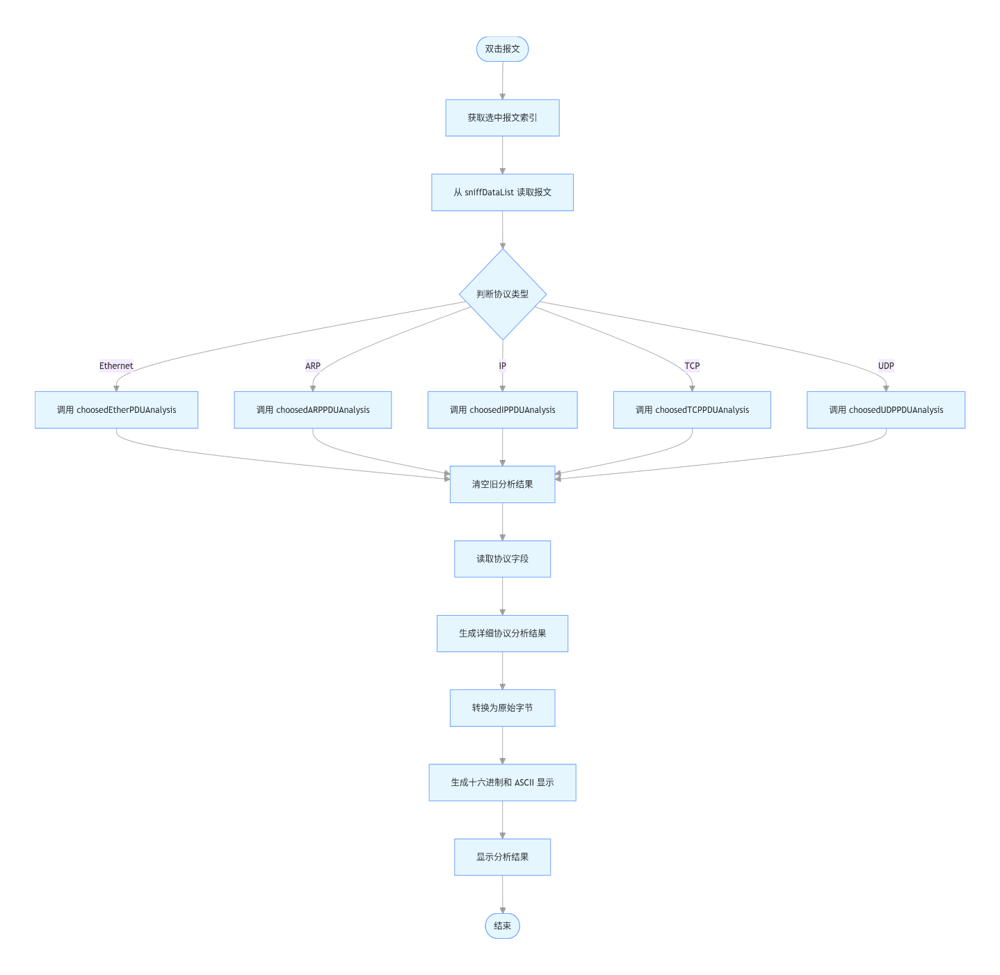 双击报文
获取选中报文索引
从 sniffDataList 读取报文
判断协议类型
Ethernet
ARP
IP
TCP
UDP
调用 choosedEtherPDUAnalysis
调用 choosedARPPDUAnalysis
调用 choosedIPPDUAnalysis
调用 choosedTCPPDUAnalysis
调用 choosedUDPPDUAnalysis
清空旧分析结果
读取协议字段
生成详细协议分析结果
转换为原始字节
生成十六进制和 ASCII 显示
显示分析结果
结束